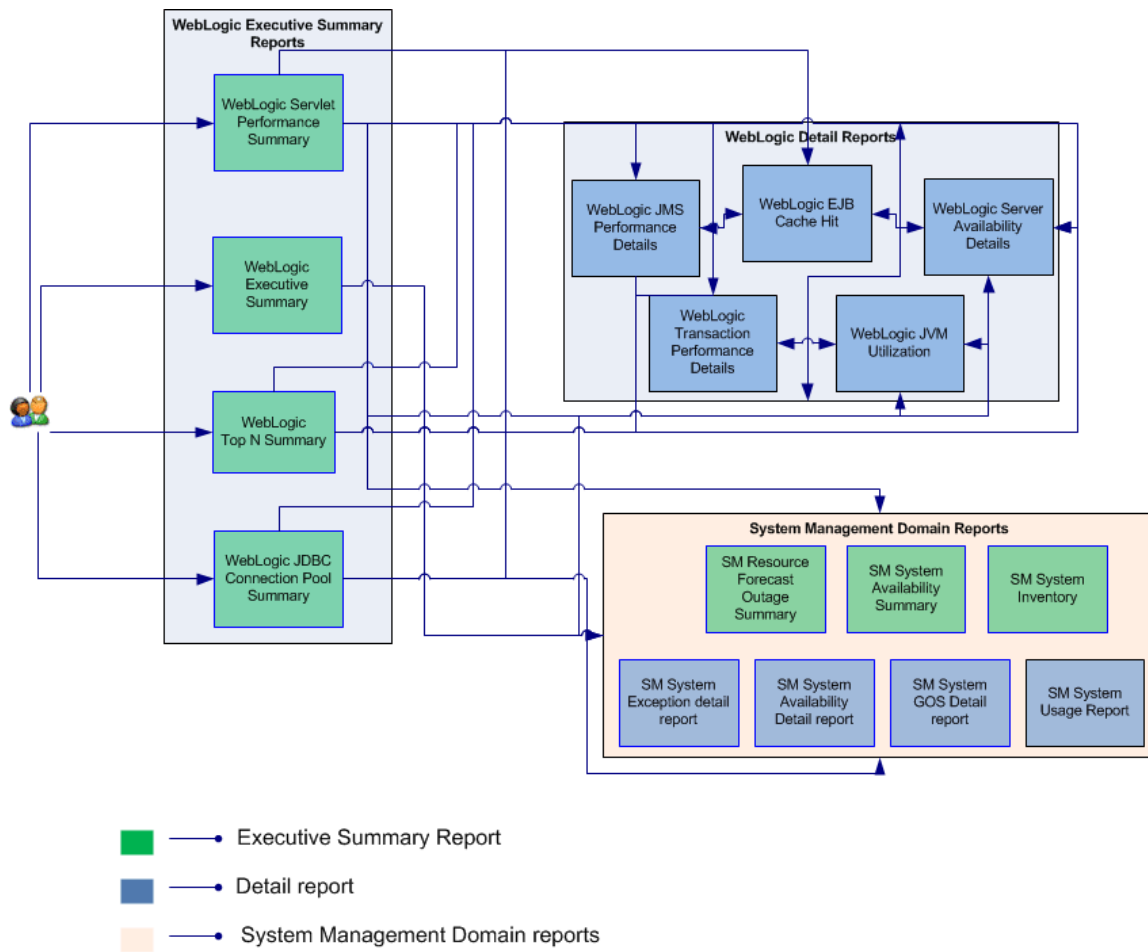 WebLogic Executive Summary
Reports
WebLogic Servlet
Performance
Summary
WebLogic
Executive
Summary
WebLogic
Top N Summary
WebLogic JDBC
Connection Pool
Summary
WebLogic Detail Reports
WebLogic JMS
Performance
Details
WebLogic EJB
Cache Hit
WebLogic Server
Availability
Details
WebLogic
Transaction
Performance
Details
WebLogic JVM
Utilization
System Management Domain Reports
SM Resource
Forecast
Outage
Summary
SM System
Availability
Summary
SM System
Inventory
SM System
Exception detail
report
SM System
Availability
Detail report
SM System
GOS Detail
report
SM System
Usage Report
Executive Summary Report
Detail report
System Management Domain reports